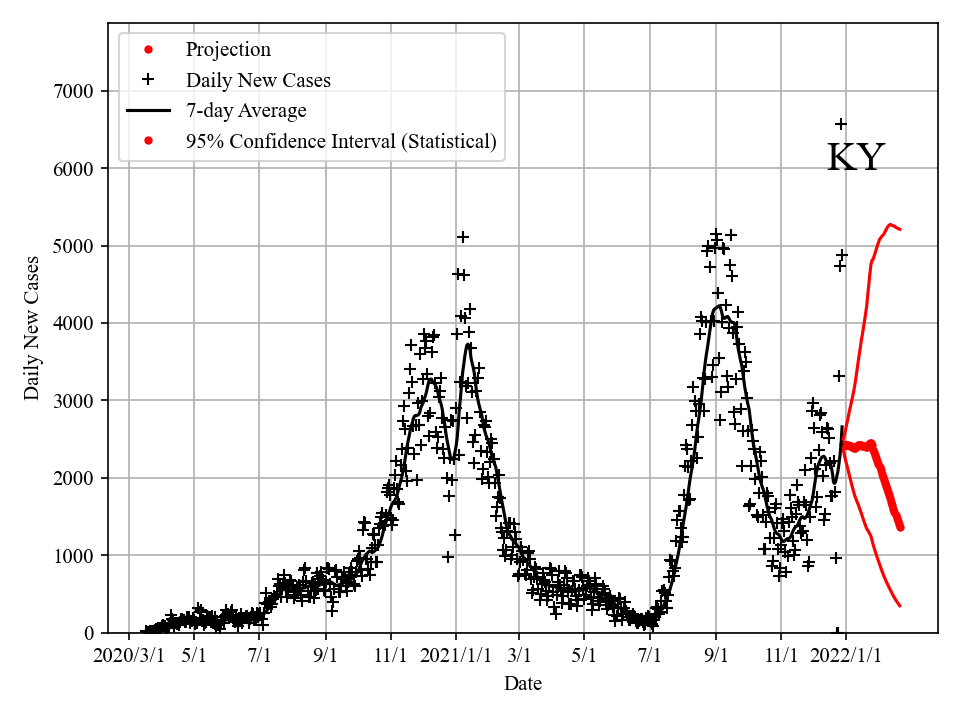 Projection
Daily New Cases
7-day Average
95% Confidence Interval (Statistical)
KY
7000
6000
5000
4000
3000
2000
1000
0
Daily New Cases
2020/3/1 5/1 7/1 9/1 11/1 2021/1/1 3/1 5/1 7/1 9/1 11/1 2022/1/1
Date